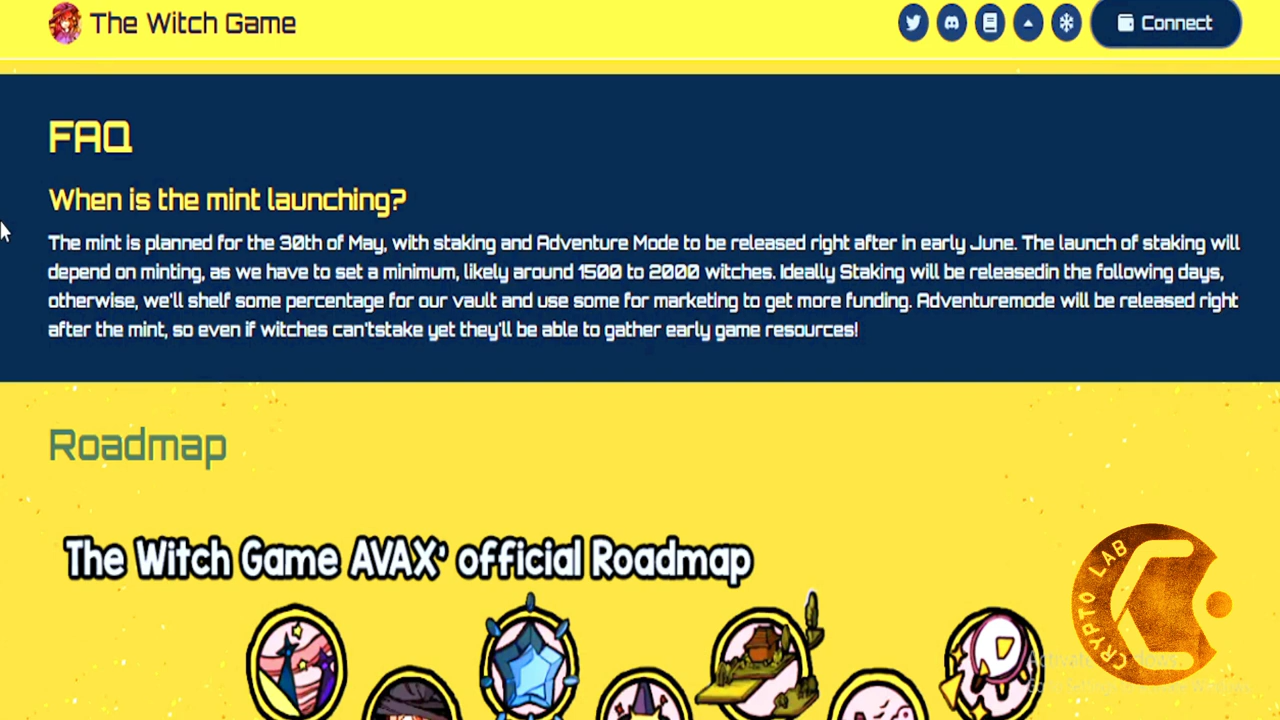 The Witch Game
Connect
FAQ
When is the mint launching?
The mint is planned for the 30th of May, with staking and Adventure Mode to be released right after in early June. The launch of staking will
depend on minting, as we have to set a minimum, likely around 1500 to 2000 witches. Ideally Staking will be releasedin the following days,
otherwise, we'll shelf some percentage for our vault and use some for marketing to get more funding. Adventuremode will be released right
after the mint, so even if witches can'tstake yet they'll be able to gather early game resources!
Roadmap
The Witch Game AVAX' official Roadmap
CRYPTO LAB